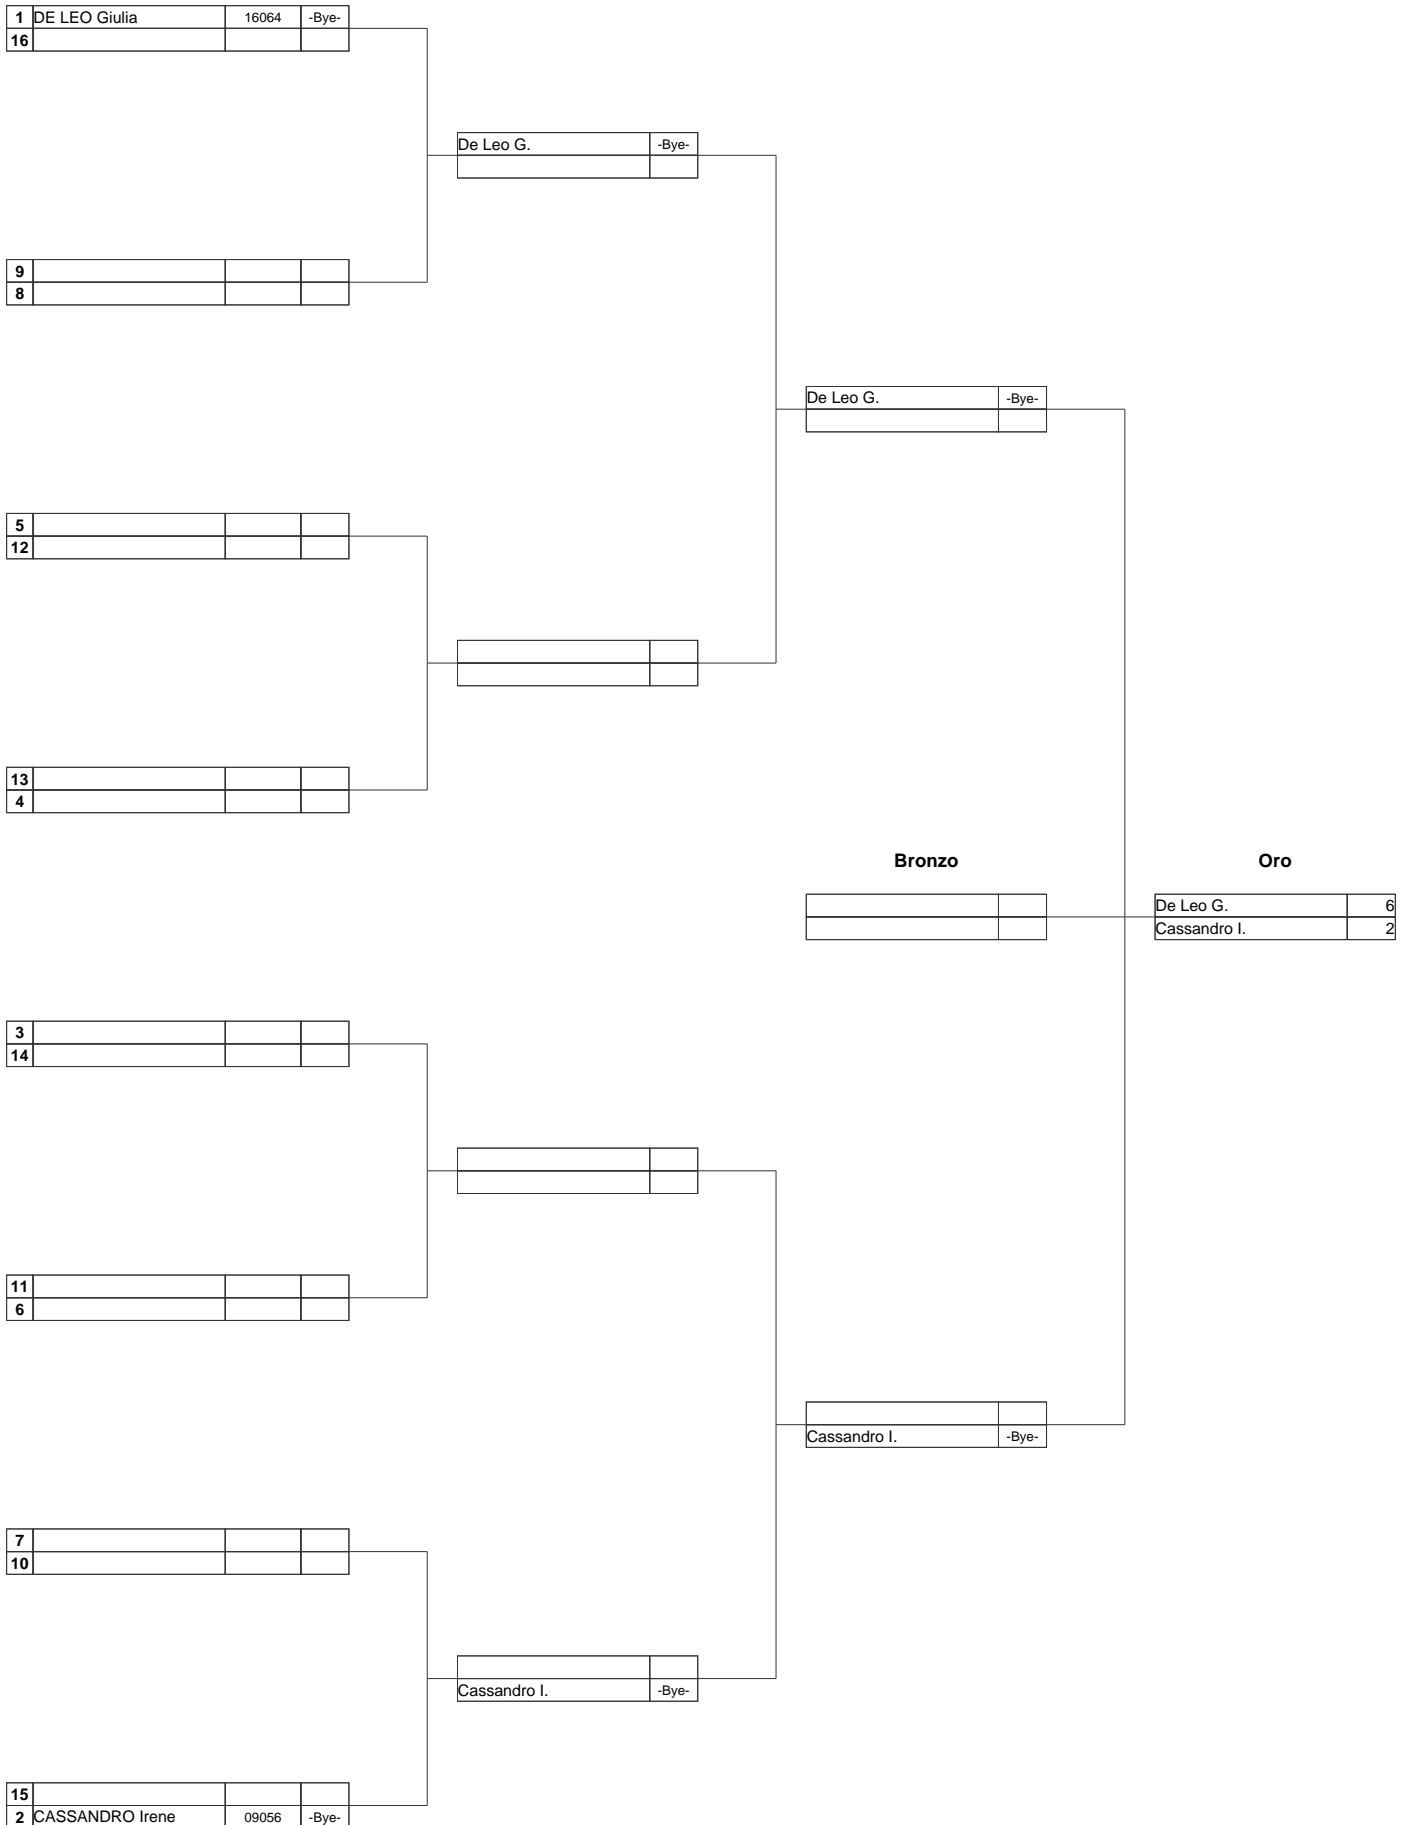 1 DE LEO Giulia 16064 -Bye-
16
De Leo G. -Bye-
9
8
De Leo G. -Bye-
5
12
13
4
Bronzo Oro
De Leo G. 6
Cassandro I. 2
3
14
11
6
Cassandro I. -Bye-
7
10
Cassandro I. -Bye-
15
2 CASSANDRO Irene 09056 -Bye-